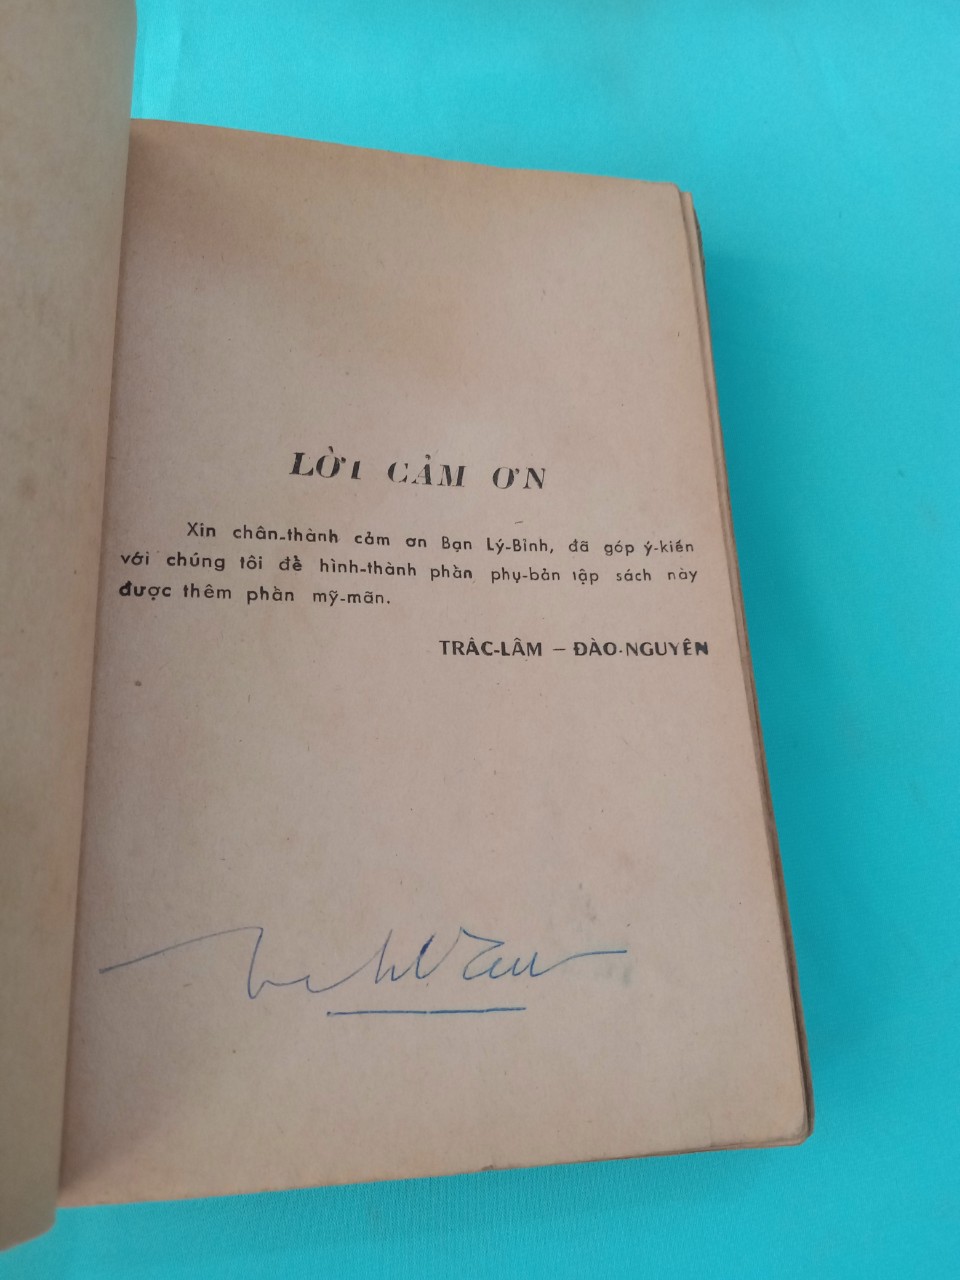 LỜI CẢM ƠN
Xin chân-thành cảm ơn Bạn Lý-Bỉnh, đã góp ý-kiến
với chúng tôi để hình-thành phần phụ-bản tập sách này
được thêm phần mỹ-mãn.
TRÁC-LÂM – ĐÀO-NGUYÊN